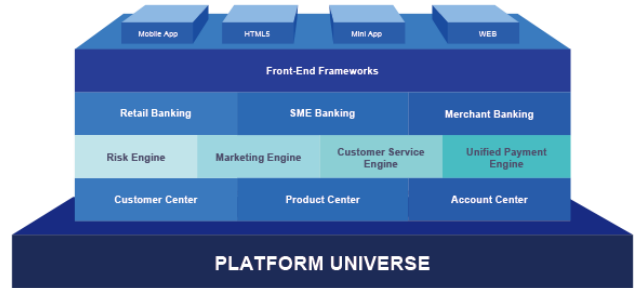 Mobile App
HTML5
Mini App
WEB
Front-End Frameworks
Retail Banking
SME Banking
Merchant Banking
Risk Engine
Marketing Engine
Customer Service
Engine
Unified Payment
Engine
Customer Center
Product Center
Account Center
PLATFORM UNIVERSE